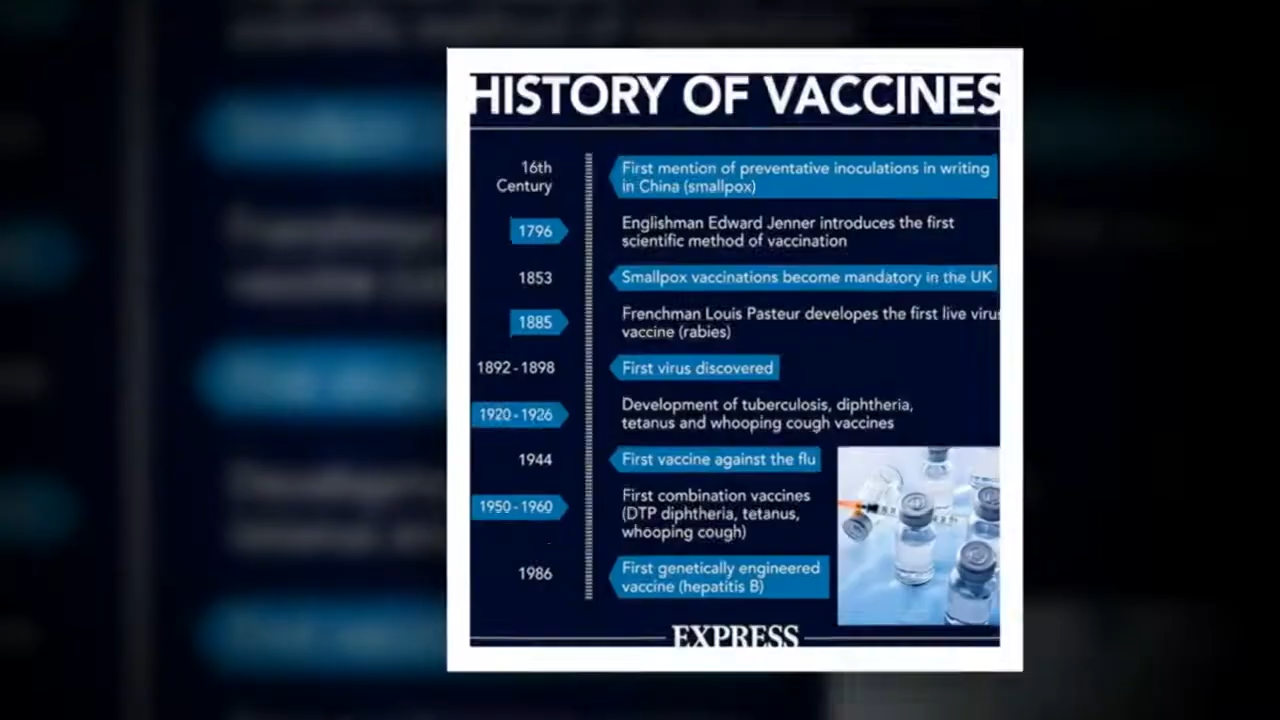 HISTORY OF VACCINES
16th
Century
First mention of preventative inoculations in writing
in China (smallpox)
1796
Englishman Edward Jenner introduces the first
scientific method of vaccination
1853
Smallpox vaccinations become mandatory in the UK
1885
Frenchman Louis Pasteur developes the first live virus
vaccine (rabies)
1892-1898
First virus discovered
1920-1926
Development of tuberculosis, diphtheria,
tetanus and whooping cough vaccines
1944
First vaccine against the flu
1950-1960
First combination vaccines
(DTP diphtheria, tetanus,
whooping cough)
1986
First genetically engineered
vaccine (hepatitis B)
EXPRESS